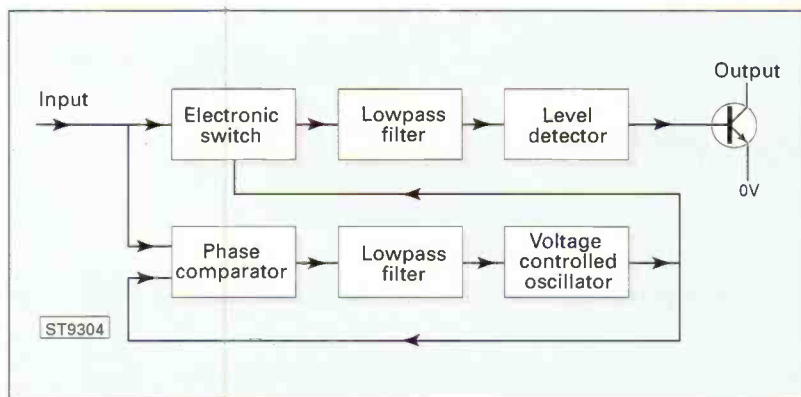 Input
Electronic
switch
Lowpass
filter
Level
detector
Output
0V
Phase
comparator
Lowpass
filter
Voltage
controlled
oscillator
ST9304